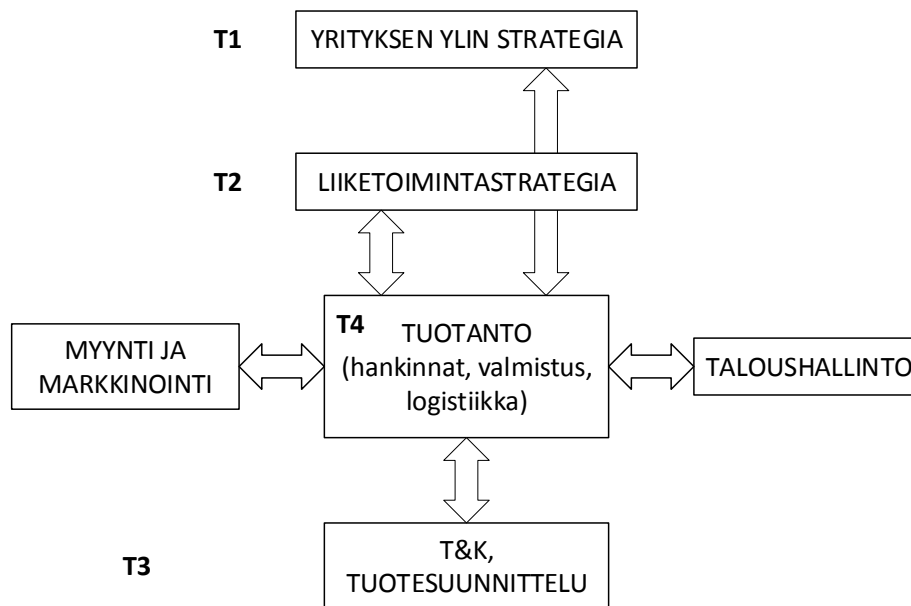 T1
YRITYKSEN YLIN STRATEGIA
T2
LIIKETOIMINTASTRATEGIA
MYYNTI JA
MARKKINOINTI
T4
TUOTANTO
(hankinnat, valmistus,
logistiikka)
TALOUSHALLINTO
T3
T&K,
TUOTESUUNNITTELU